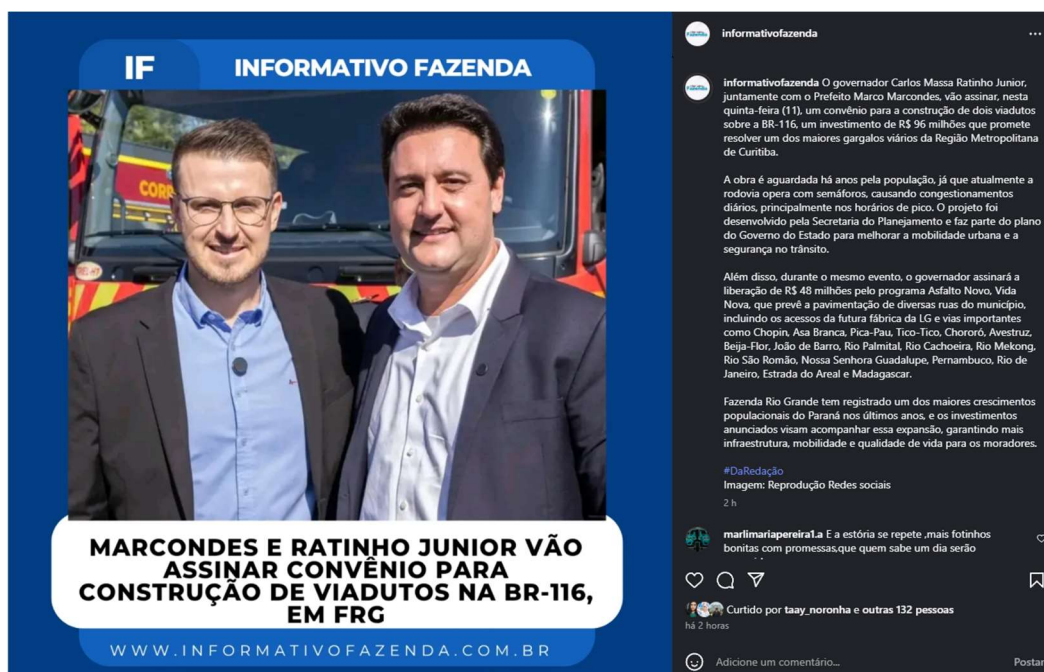 IF
INFORMATIVO FAZENDA
CORP
MARCONDES E RATINHO JUNIOR VÃO
ASSINAR CONVÊNIO PARA
CONSTRUÇÃO DE VIADUTOS NA BR-116,
EM FRG
WWW.INFORMATIVOFAZENDA.COM.BR
informativofazenda
informativofazenda O governador Carlos Massa Ratinho Junior,
juntamente com o Prefeito Marco Marcondes, vão assinar, nesta
quinta-feira (11), um convênio para a construção de dois viadutos
sobre a BR-116, um investimento de R$ 96 milhões que promete
resolver um dos maiores gargalos viários da Região Metropolitana
de Curitiba.
A obra é aguardada há anos pela população, já que atualmente a
rodovia opera com semáforos, causando congestionamentos
diários, principalmente nos horários de pico. O projeto foi
desenvolvido pela Secretaria do Planejamento e faz parte do plano
do Governo do Estado para melhorar a mobilidade urbana e a
segurança no trânsito.
Além disso, durante o mesmo evento, o governador assinará a
liberação de R$ 48 milhões pelo programa Asfalto Novo, Vida
Nova, que prevê a pavimentação de diversas ruas do município,
incluindo os acessos da futura fábrica da LG e vias importantes
como Chopin, Asa Branca, Pica-Pau, Tico-Tico, Chororó, Avestruz,
Beija-Flor, João de Barro, Rio Palmital, Rio Cachoeira, Rio Mekong,
Rio São Romão, Nossa Senhora Guadalupe, Pernambuco, Rio de
Janeiro, Estrada do Areal e Madagascar.
Fazenda Rio Grande tem registrado um dos maiores crescimentos
populacionais do Paraná nos últimos anos, e os investimentos
anunciados visam acompanhar essa expansão, garantindo mais
infraestrutura, mobilidade e qualidade de vida para os moradores.
#DaRedação
Imagem: Reprodução Redes sociais
2 h
marlimariapereira1.a E a estória se repete ,mais fotinhos
bonitas com promessas,que quem sabe um dia serão
Curtido por taay_noronha e outras 132 pessoas
há 2 horas
Adicione um comentário...
Postar